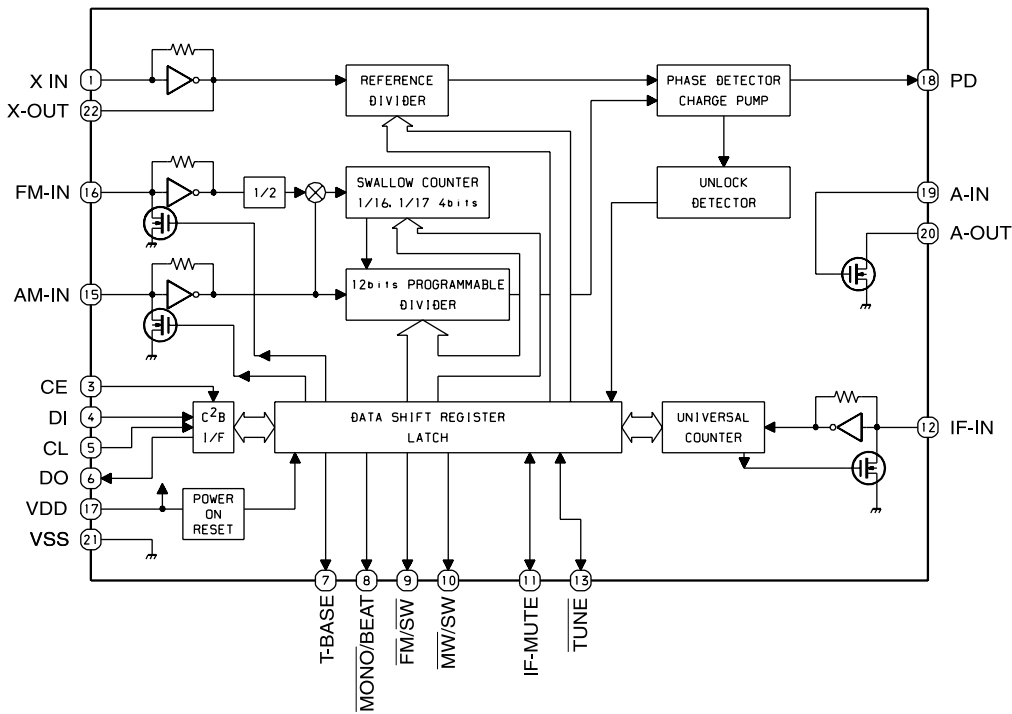 X IN
1
REFERENCE
DIVIDER
PHASE DETECTOR
CHARGE PUMP
18
PD
X-OUT
22
FM-IN
16
1/2
SWALLOW COUNTER
1/16, 1/17 4bits
UNLOCK
DETECTOR
19
A-IN
20
A-OUT
AM-IN
15
12bits PROGRAMMABLE
DIVIDER
CE
3
DI
4
C²B
I/F
DATA SHIFT REGISTER
LATCH
UNIVERSAL
COUNTER
12
IF-IN
CL
5
DO
6
VDD
17
POWER
ON
RESET
VSS
21
7
8
9
10
11
13
T-BASE
MONO/BEAT
FM/SW
MW/SW
IF-MUTE
TUNE